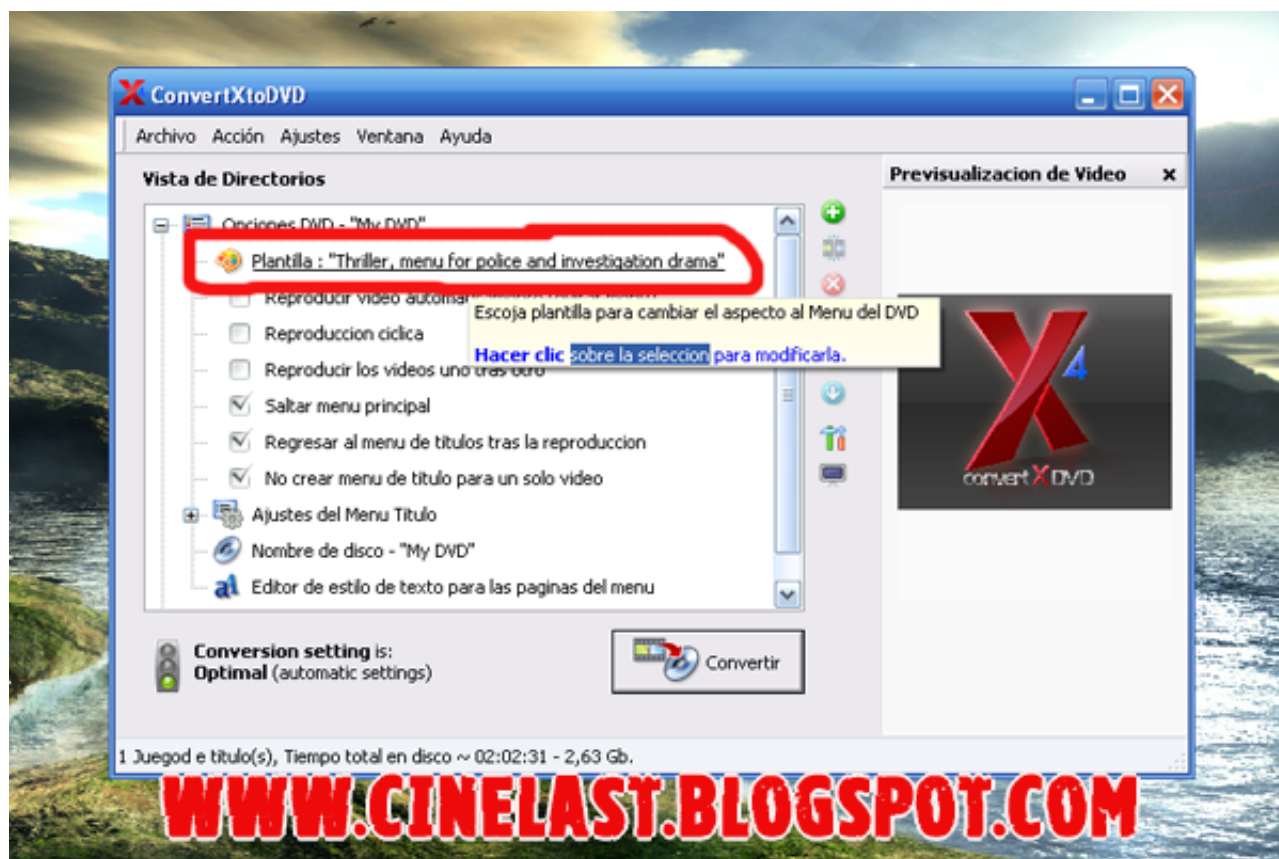 ConvertXtoDVD
Archivo Acción Ajustes Ventana Ayuda
Vista de Directorios
Previsualizacion de Video
Opciones DVD - "My DVD"
Plantilla : "Thriller, menu for police and investigation drama"
Reproducir video
Escoja plantilla para cambiar el aspecto al Menu del DVD
Reproduccion ciclica
Hacer clic sobre la seleccion para modificarla.
Reproducir los videos uno tras otro
Saltar menu principal
Regresar al menu de titulos tras la reproduccion
No crear menu de titulo para un solo video
Ajustes del Menu Titulo
Nombre de disco - "My DVD"
Editor de estilo de texto para las paginas del menu
X4
convert X DVD
Conversion setting is:
Optimal (automatic settings)
Convertir
1 Juegod e titulo(s), Tiempo total en disco ~ 02:02:31 - 2,63 Gb.
WWW.CINELAST.BLOGSPOT.COM